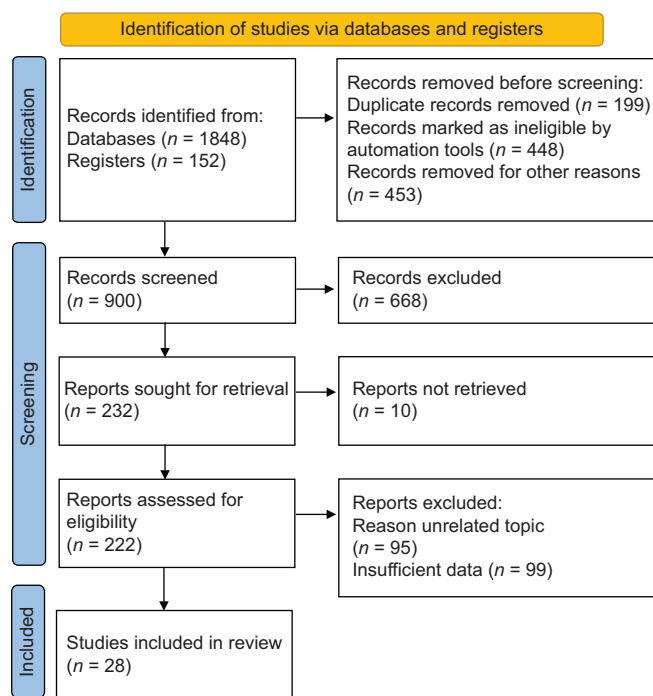 Identification of studies via databases and registers
Identification
Records identified from:
Databases (n = 1848)
Registers (n = 152)
Records removed before screening:
Duplicate records removed (n = 199)
Records marked as ineligible by
automation tools (n = 448)
Records removed for other reasons
(n = 453)
Screening
Records screened
(n = 900)
Records excluded
(n = 668)
Reports sought for retrieval
(n = 232)
Reports not retrieved
(n = 10)
Reports assessed for
eligibility
(n = 222)
Reports excluded:
Reason unrelated topic
(n = 95)
Insufficient data (n = 99)
Included
Studies included in review
(n = 28)